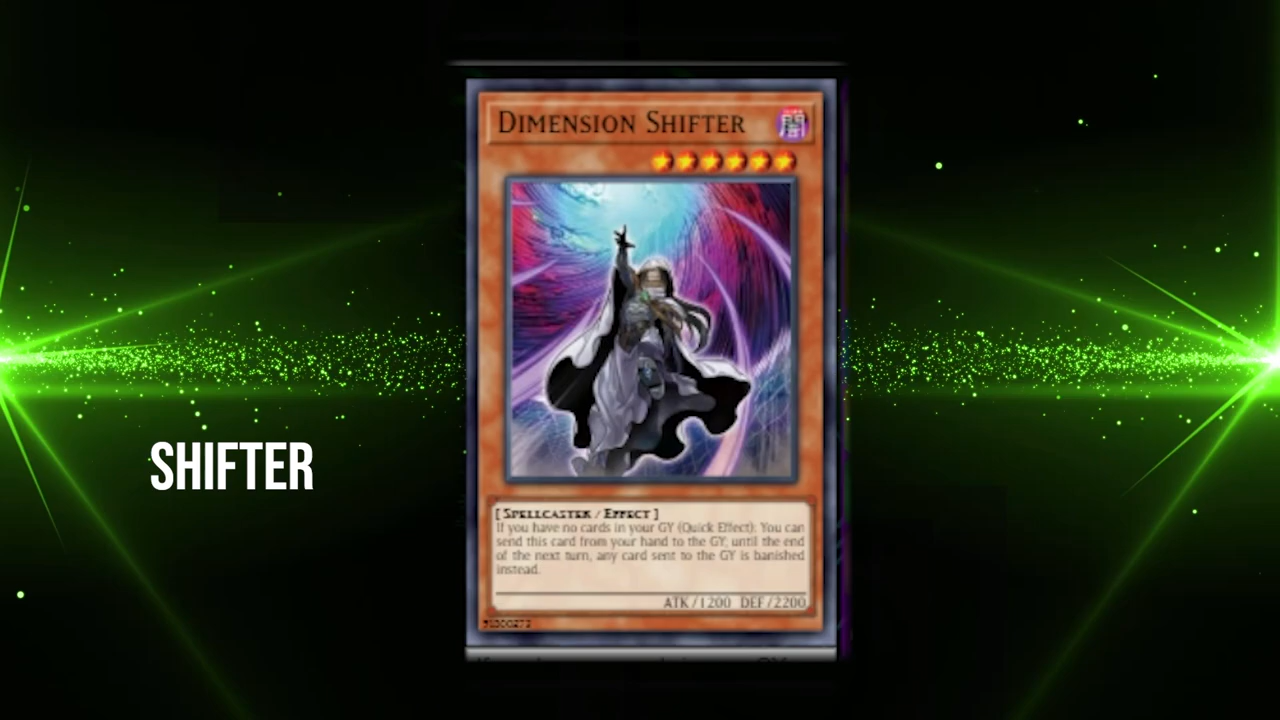 DIMENSION SHIFTER
闇
SHIFTER
[ SPELLCASTER / EFFECT ]
If you have no cards in your GY (Quick Effect): You can
send this card from your hand to the GY; until the end
of the next turn, any card sent to the GY is banished
instead.
ATK/1200 DEF/2200